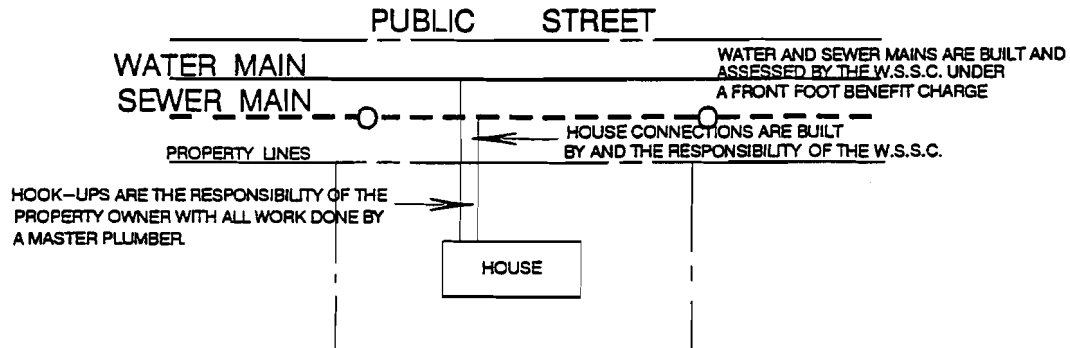 PUBLIC STREET
WATER MAIN
WATER AND SEWER MAINS ARE BUILT AND
ASSESSED BY THE W.S.S.C. UNDER
A FRONT FOOT BENEFIT CHARGE
SEWER MAIN
HOUSE CONNECTIONS ARE BUILT
BY AND THE RESPONSIBILITY OF THE W.S.S.C.
PROPERTY LINES
HOOK-UPS ARE THE RESPONSIBILITY OF THE
PROPERTY OWNER WITH ALL WORK DONE BY
A MASTER PLUMBER.
HOUSE